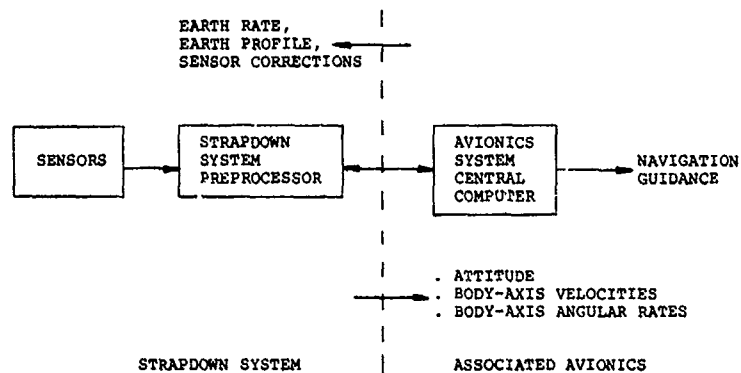 EARTH RATE,
EARTH PROFILE,
SENSOR CORRECTIONS
SENSORS
STRAPDOWN
SYSTEM
PREPROCESSOR
AVIONICS
SYSTEM
CENTRAL
COMPUTER
NAVIGATION
GUIDANCE
. ATTITUDE
. BODY-AXIS VELOCITIES
. BODY-AXIS ANGULAR RATES
STRAPDOWN SYSTEM
ASSOCIATED AVIONICS